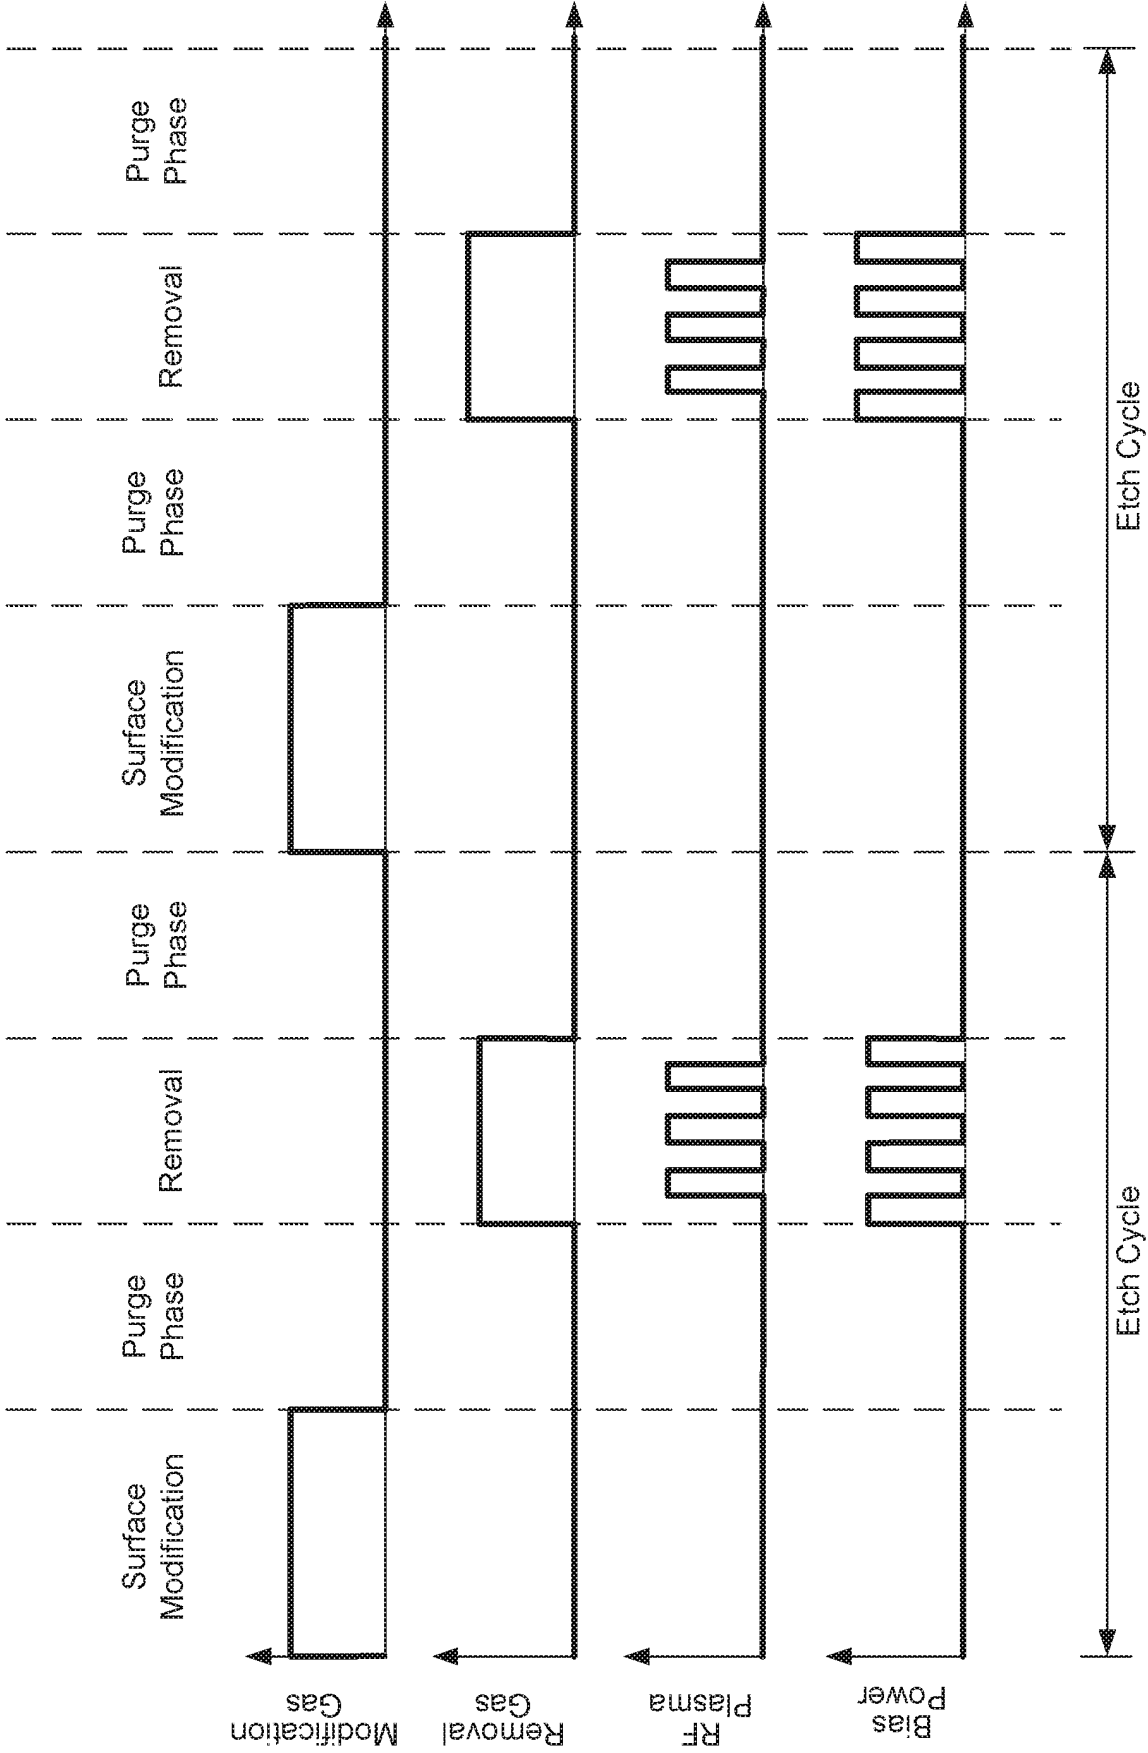 Surface
Modification
Purge
Phase
Removal
Purge
Phase
Surface
Modification
Purge
Phase
Removal
Purge
Phase
Modification
Gas
Removal
Gas
RF
Plasma
Bias
Power
Etch Cycle
Etch Cycle